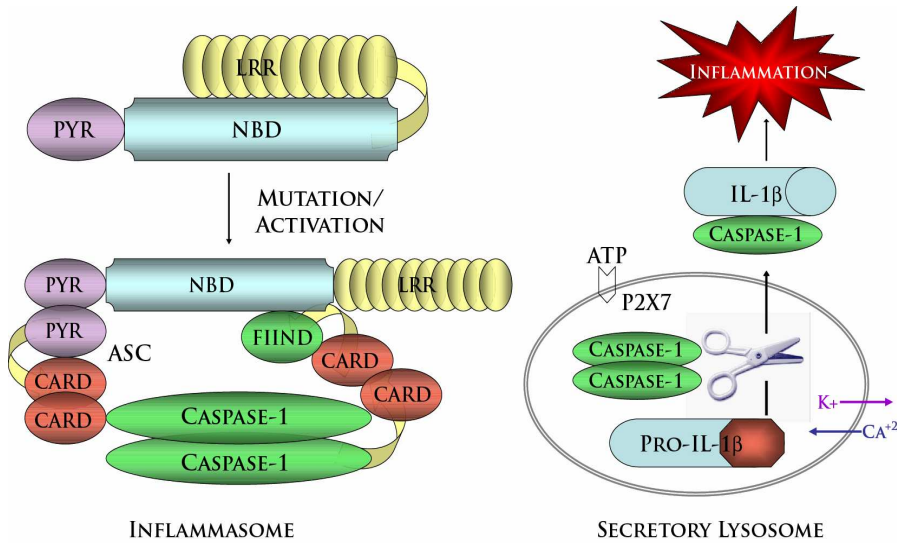 LRR
PYR
NBD
MUTATION/
ACTIVATION
PYR
NBD
LRR
PYR
ASC
FIIND
CARD
CARD
CARD
CARD
CASPASE-1
CASPASE-1
INFLAMMASOME
INFLAMMATION
IL-1β
CASPASE-1
ATP
P2X7
CASPASE-1
CASPASE-1
K+
CA+2
PRO-IL-1β
SECRETORY LYSOSOME